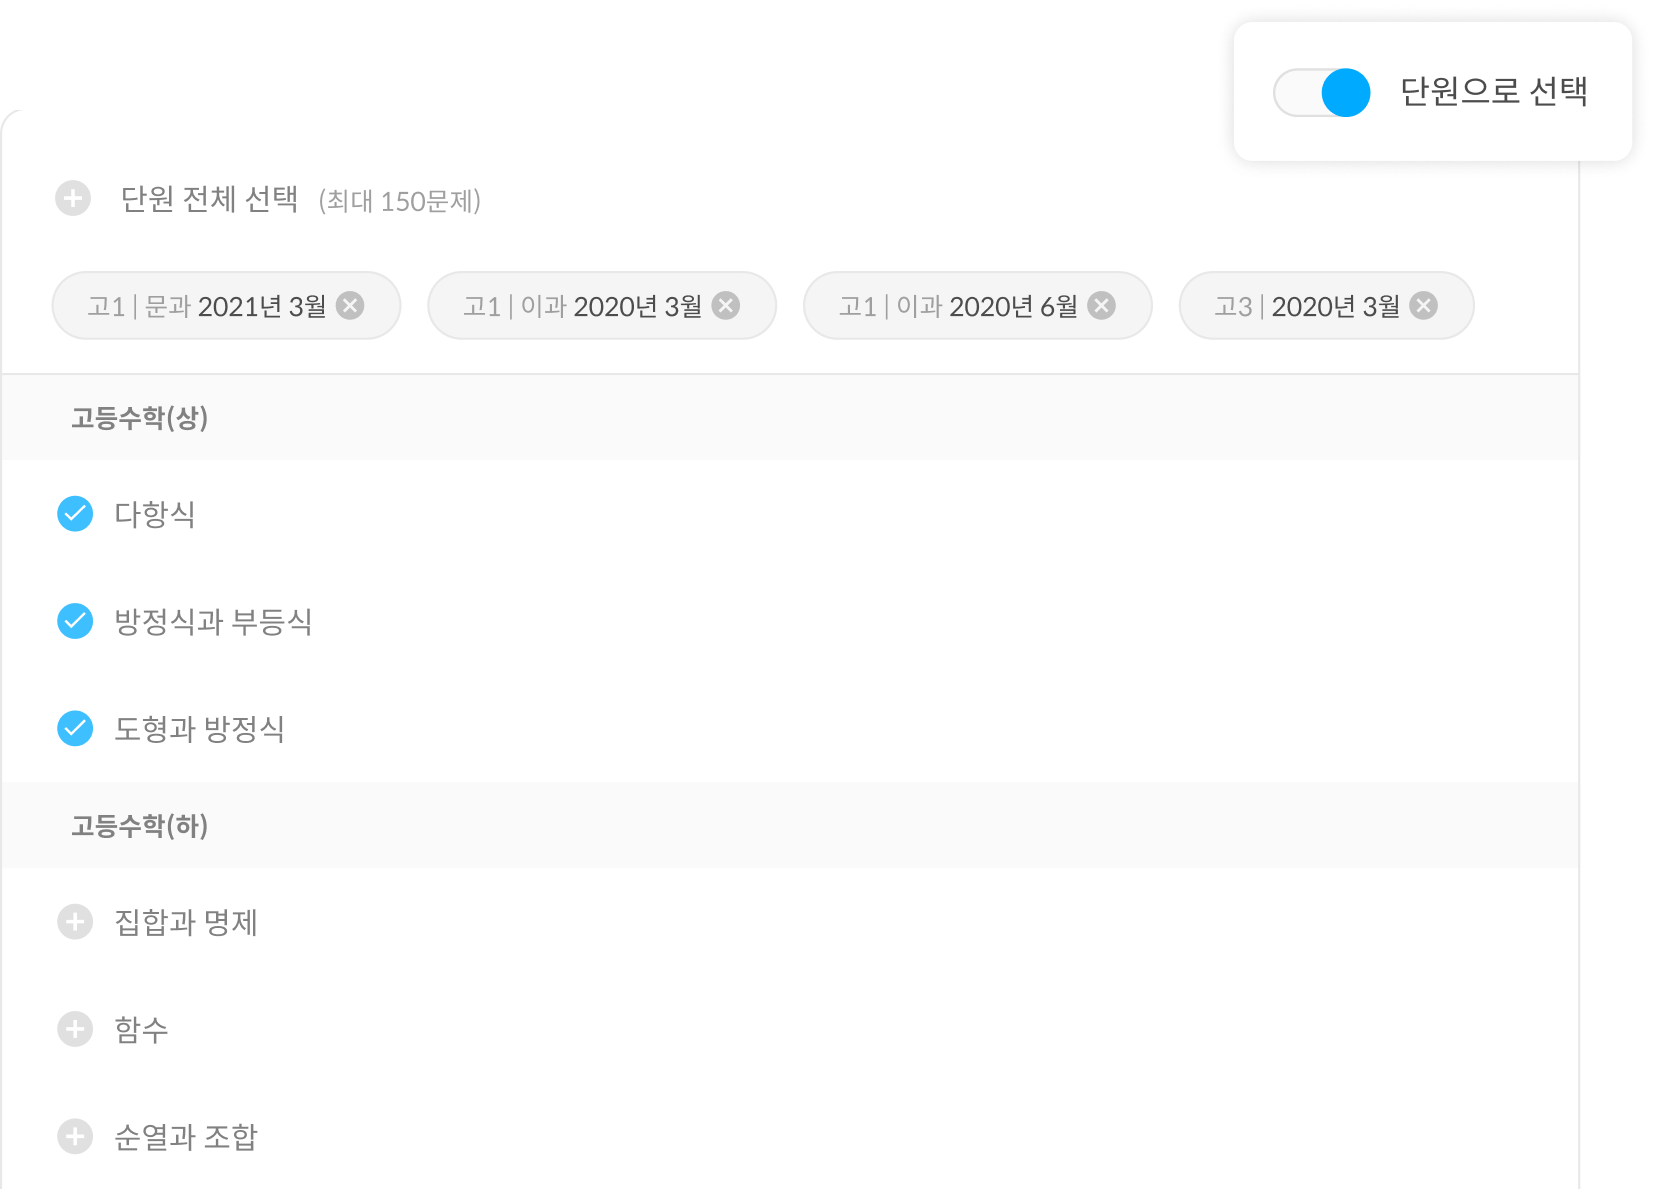 단원으로 선택
단원 전체 선택 (최대 150문제)
고1 | 문과 2021년 3월 고1 | 이과 2020년 3월 고1 | 이과 2020년 6월 고3 | 2020년 3월
고등수학(상)
다항식
방정식과 부등식
도형과 방정식
고등수학(하)
집합과 명제
함수
순열과 조합